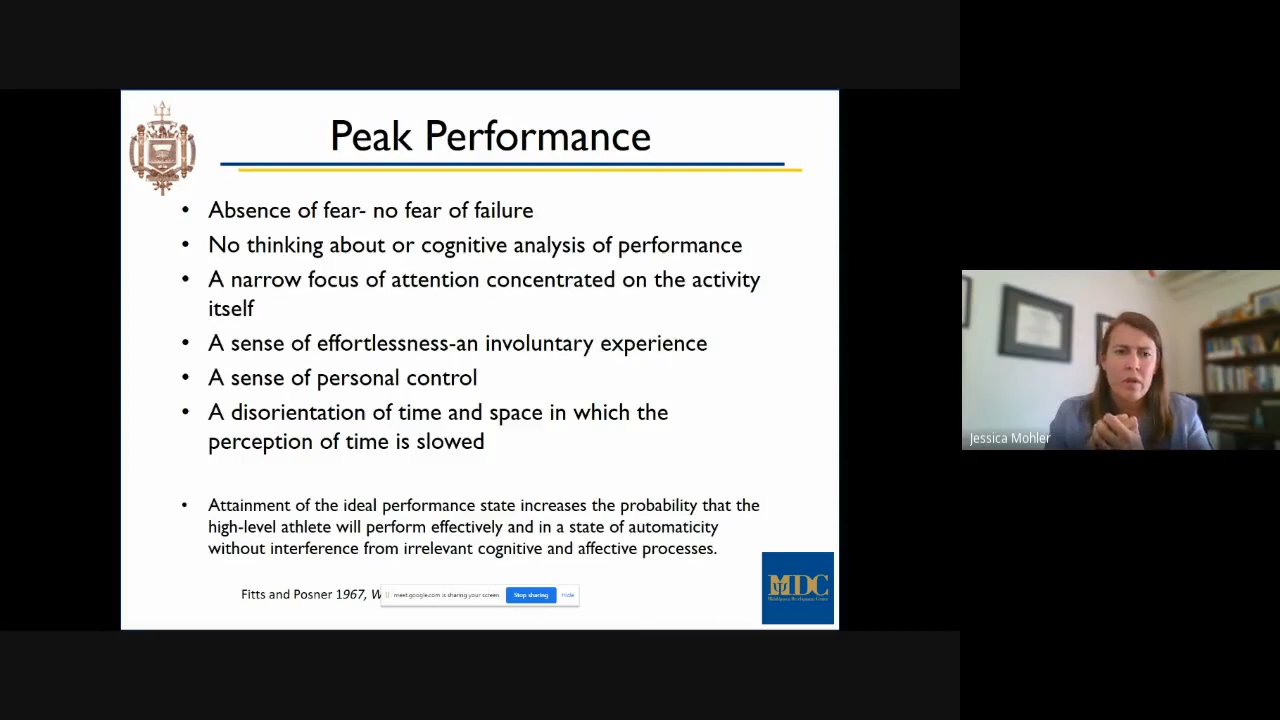 Peak Performance
• Absence of fear- no fear of failure
• No thinking about or cognitive analysis of performance
• A narrow focus of attention concentrated on the activity
itself
• A sense of effortlessness-an involuntary experience
• A sense of personal control
• A disorientation of time and space in which the
perception of time is slowed
• Attainment of the ideal performance state increases the probability that the
high-level athlete will perform effectively and in a state of automaticity
without interference from irrelevant cognitive and affective processes.
Fitts and Posner 1967, W
meet.google.com is sharing your screen. Stop sharing Hide
MDC
Midshipmen Development Center
Jessica Mohler